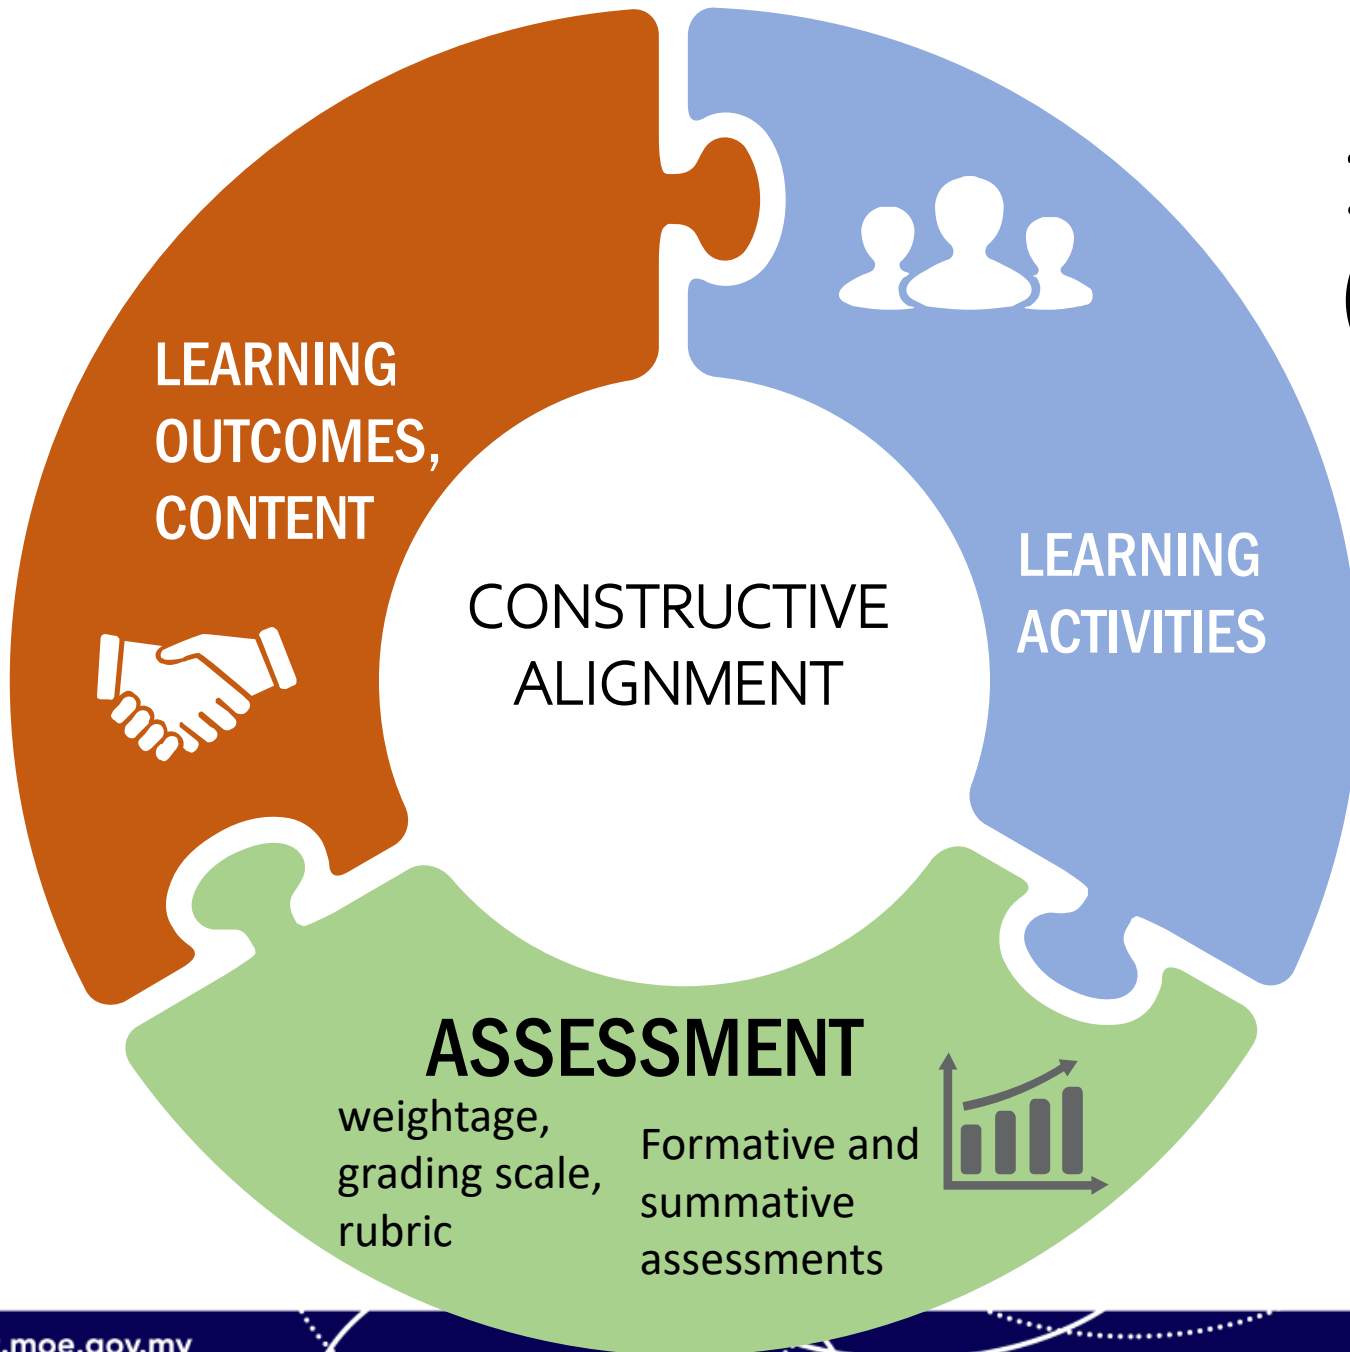 LEARNING
OUTCOMES,
CONTENT
CONSTRUCTIVE
ALIGNMENT
LEARNING
ACTIVITIES
ASSESSMENT
weightage,
grading scale,
rubric
Formative and
summative
assessments
.moe.gov.my